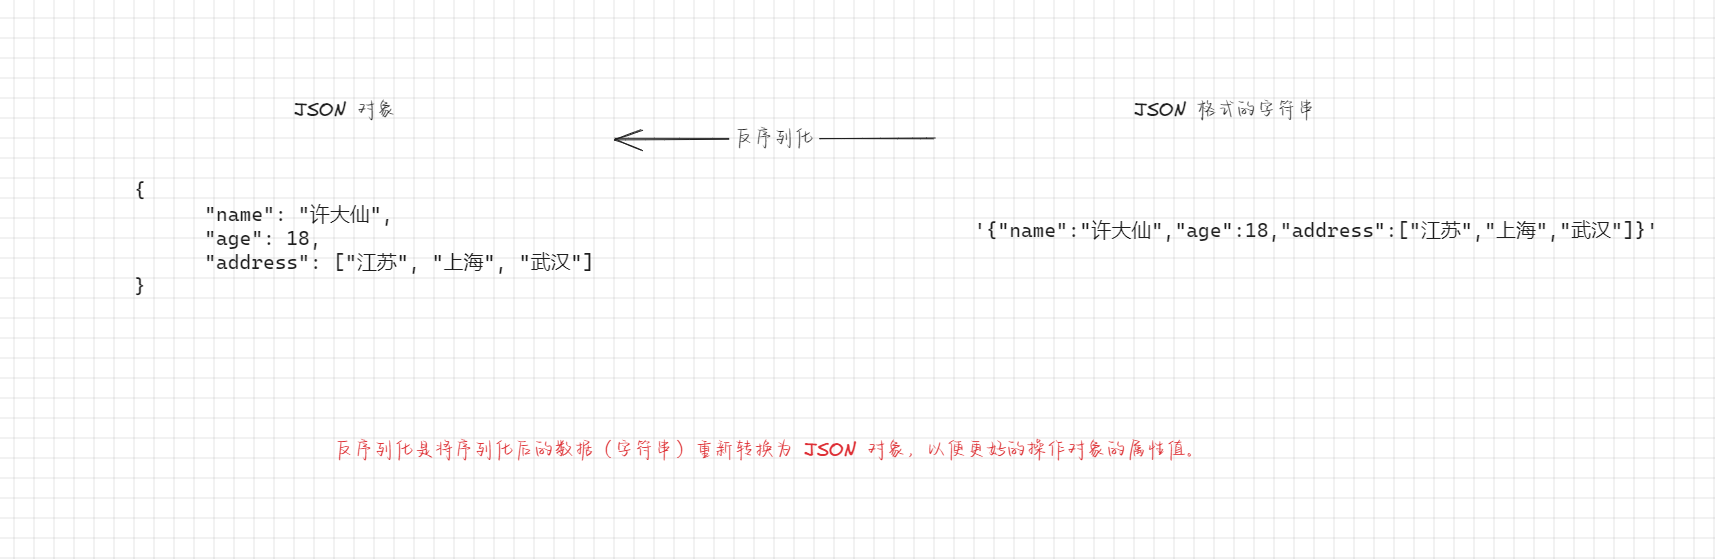 JSON 对象
JSON 格式的字符串
反序列化
{
"name": "许大仙",
"age": 18,
"address": ["江苏", "上海", "武汉"]
}
'{"name":"许大仙","age":18,"address":["江苏","上海","武汉"]}'
反序列化是将序列化后的数据（字符串）重新转换为 JSON 对象，以便更好的操作对象的属性值。